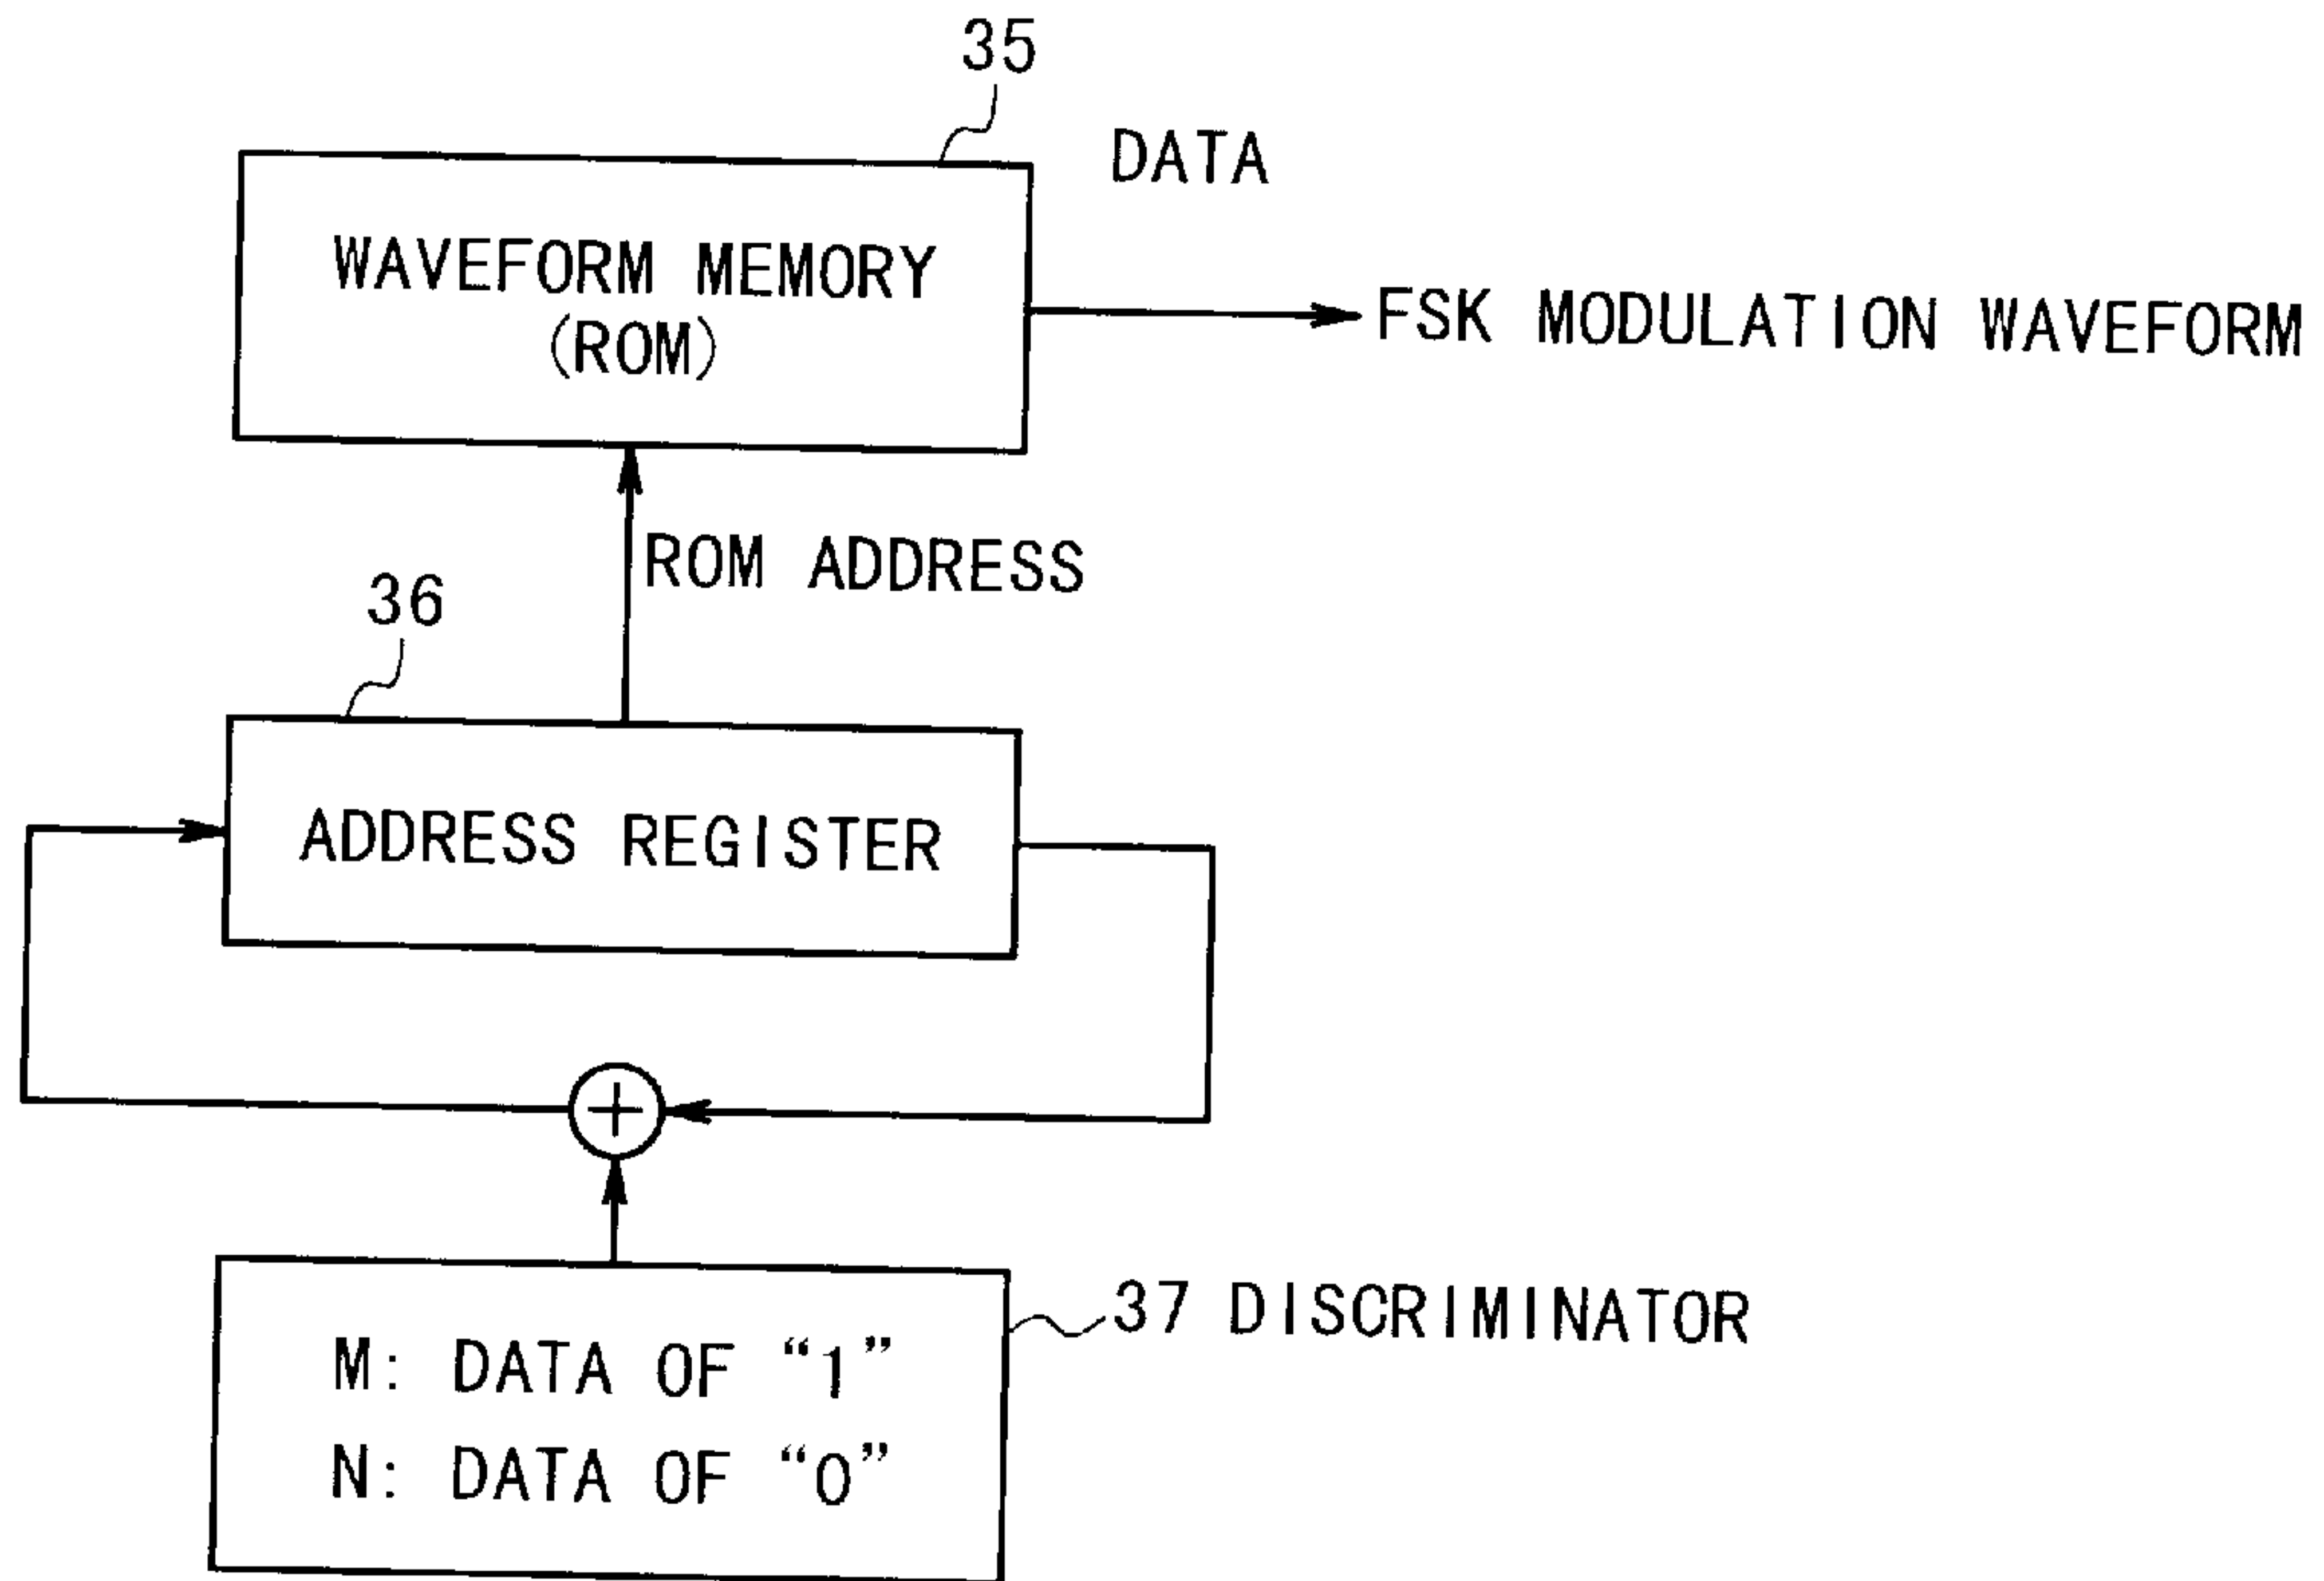 35
DATA
WAVEFORM MEMORY
(ROM)
FSK MODULATION WAVEFORM
ROM ADDRESS
36
ADDRESS REGISTER
37 DISCRIMINATOR
M: DATA OF “1”
N: DATA OF “0”